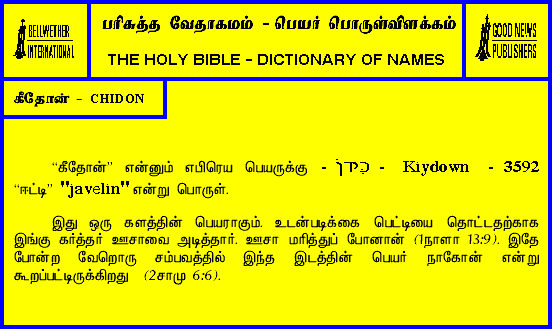 BELLWETHER
INTERNATIONAL
பரிசுத்த வேதாகமம் - பெயர் பொருள்விளக்கம்
THE HOLY BIBLE - DICTIONARY OF NAMES
GOOD NEWS
PUBLISHERS
கீதோன் - CHIDON
“கீதோன்” என்னும் எபிரெய பெயருக்கு - כִּידֹן - Kiydown - 3592
“ஈட்டி” "javelin" என்று பொருள்.
இது ஒரு களத்தின் பெயராகும். உடன்படிக்கை பெட்டியை தொட்டதற்காக
இங்கு கர்த்தர் ஊசாவை அடித்தார். ஊசா மரித்துப் போனான் (1நாளா 13:9). இதே
போன்ற வேறொரு சம்பவத்தில் இந்த இடத்தின் பெயர் நாகோன் என்று
கூறப்பட்டிருக்கிறது (2சாமு 6:6).